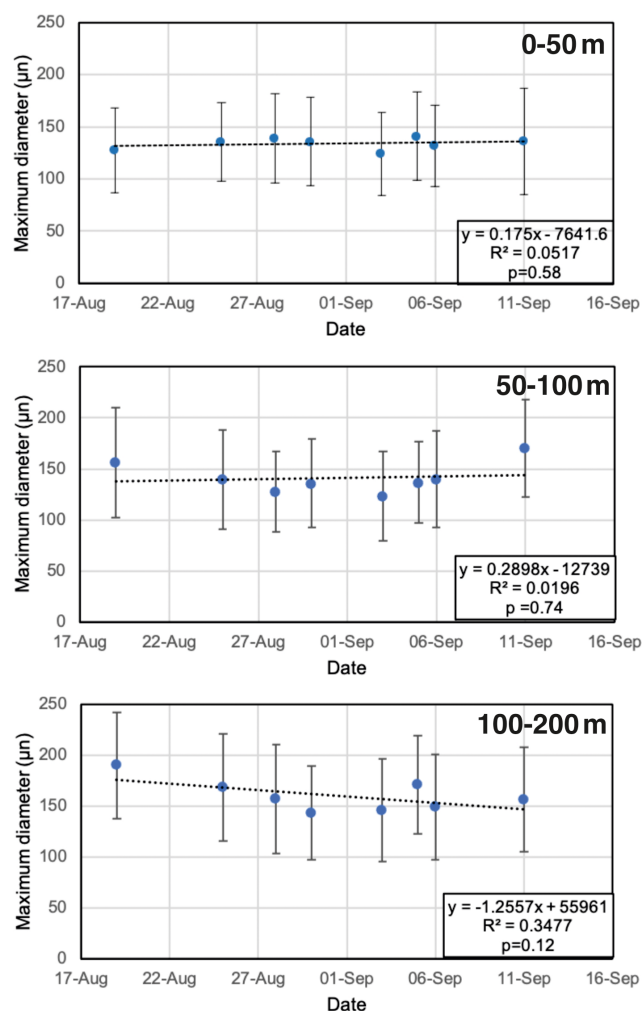 0-50 m
Maximum diameter (µn)
250
200
150
100
50
0
y = 0.175x - 7641.6
R² = 0.0517
p=0.58
17-Aug 22-Aug 27-Aug 01-Sep 06-Sep 11-Sep 16-Sep
Date
50-100 m
Maximum diameter (µn)
250
200
150
100
50
0
y = 0.2898x - 12739
R² = 0.0196
p =0.74
17-Aug 22-Aug 27-Aug 01-Sep 06-Sep 11-Sep 16-Sep
Date
100-200 m
Maximum diameter (µn)
250
200
150
100
50
0
y = -1.2557x + 55961
R² = 0.3477
p=0.12
17-Aug 22-Aug 27-Aug 01-Sep 06-Sep 11-Sep 16-Sep
Date